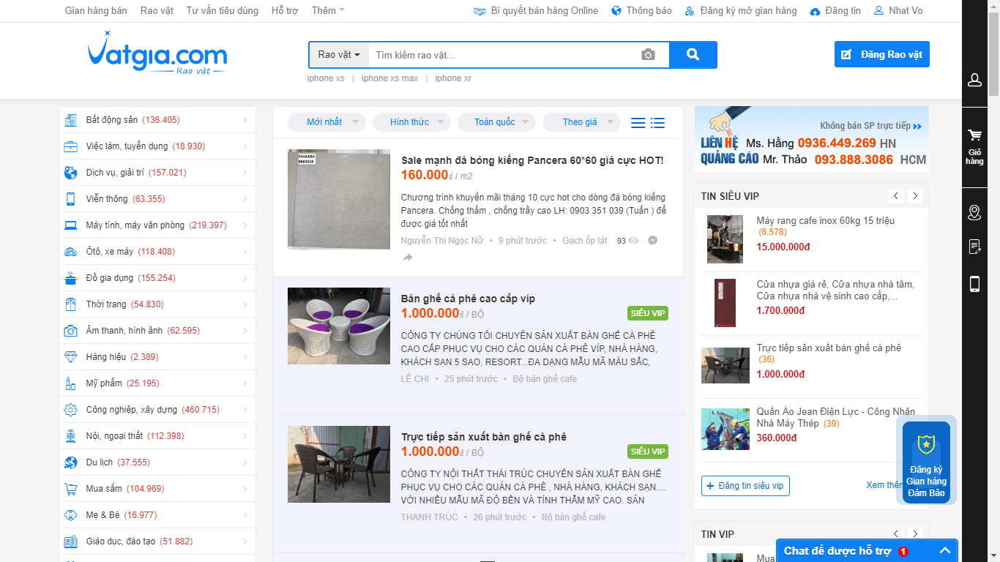 Gian hàng bán Rao vặt Tư vấn tiêu dùng Hỗ trợ Thêm Bí quyết bán hàng Online Thông báo Đăng ký mở gian hàng Đăng tin Nhat Vo
vatgia.com
Rao vặt
Rao vặt Tìm kiếm rao vặt...
Đăng Rao vặt
iphone xs | iphone xs max | iphone xr
Giỏ
hàng
Bất động sản (136.405)
Việc làm, tuyển dụng (18.930)
Dịch vụ, giải trí (157.021)
Viễn thông (63.355)
Máy tính, máy văn phòng (219.397)
Ôtô, xe máy (118.408)
Đồ gia dụng (155.254)
Thời trang (54.830)
Âm thanh, hình ảnh (62.595)
Hàng hiệu (2.389)
Mỹ phẩm (25.195)
Công nghiệp, xây dựng (460.715)
Nội, ngoại thất (112.398)
Du lịch (37.555)
Mua sắm (104.969)
Mẹ & Bé (16.977)
Giáo dục, đào tạo (51.882)
Mới nhất Hình thức Toàn quốc Theo giá
PANCERA
Sale mạnh đá bóng kiếng Pancera 60*60 giá cực HOT!
160.000₫ / m2
Chương trình khuyến mãi tháng 10 cực hot cho dòng đá bóng kiếng
Pancera. Chống thấm , chống trầy cao LH: 0903 351 039 (Tuấn ) để
được giá tốt nhất
Nguyễn Thị Ngọc Nữ • 9 phút trước • Gạch ốp lát 93
Bàn ghế cà phê cao cấp víp
1.000.000₫ / BỘ
SIÊU VIP
CÔNG TY CHÚNG TÔI CHUYÊN SẢN XUẤT BÀN GHẾ CÀ PHÊ
CAO CẤP PHỤC VỤ CHO CÁC QUÁN CÀ PHÊ VÍP, NHÀ HÀNG,
KHÁCH SẠN 5 SAO, RESORT...ĐA DẠNG MẪU MÃ MÀU SẮC,
LỆ CHI • 25 phút trước • Bộ bàn ghế cafe
Trực tiếp sản xuất bàn ghế cà phê
1.000.000₫ / BỘ
SIÊU VIP
CÔNG TY NỘI THẤT THÁI TRÚC CHUYÊN SẢN XUẤT BÀN GHẾ
PHỤC VỤ CHO CÁC QUÁN CÀ PHÊ , NHÀ HÀNG, KHÁCH SẠN....
VỚI NHIỀU MẪU MÃ ĐỘ BỀN VÀ TÍNH THẪM MỸ CAO. SẢN
THANH TRÚC • 26 phút trước • Bộ bàn ghế cafe
Không bán SP trực tiếp
LIÊN HỆ Ms. Hằng 0936.449.269 HN
QUẢNG CÁO Mr. Thảo 093.888.3086 HCM
TIN SIÊU VIP
Máy rang cafe inox 60kg 15 triệu
(6.578)
15.000.000đ
Cửa nhựa giá rẻ, Cửa nhựa nhà tắm,
Cửa nhựa nhà vệ sinh cao cấp,...
1.700.000đ
Trực tiếp sản xuất bàn ghế cà phê
(36)
1.000.000đ
Quần Áo Jean Điện Lực - Công Nhân
Nhà Máy Thép (39)
360.000đ
+ Đăng tin siêu vip
Xem thêm
Đăng ký
Gian hàng
Đảm Bảo
TIN VIP
Mua
Chat để được hỗ trợ 1